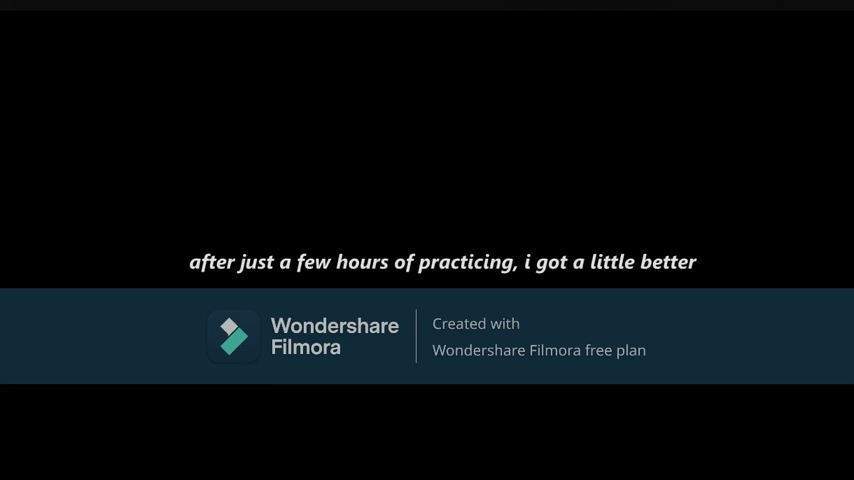 after just a few hours of practicing, i got a little better
Wondershare
Filmora
Created with
Wondershare Filmora free plan